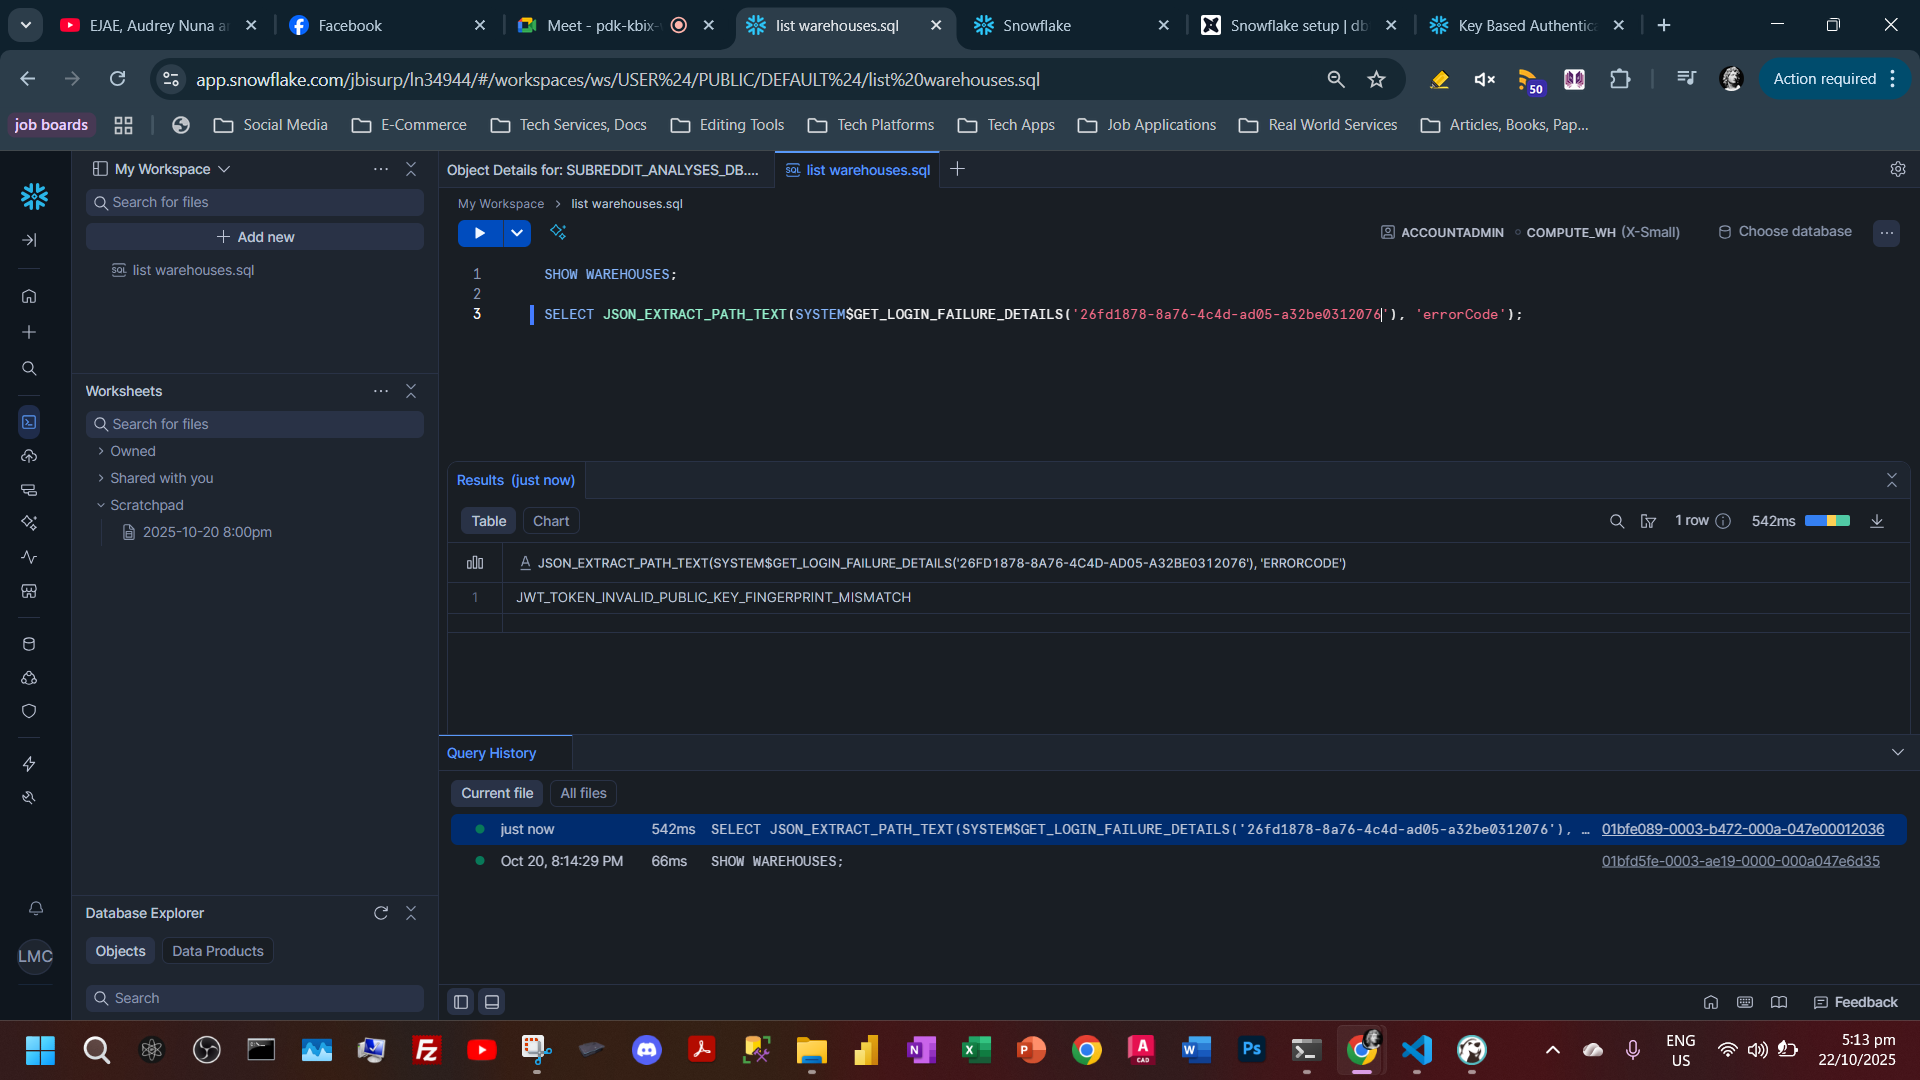 EJAE, Audrey Nuna ar
Facebook
Meet - pdk-kbix-
list warehouses.sql
Snowflake
Snowflake setup | db
Key Based Authentica
app.snowflake.com/jbisurp/ln34944/#/workspaces/ws/USER%24/PUBLIC/DEFAULT%24/list%20warehouses.sql
50
Action required
job boards
Social Media
E-Commerce
Tech Services, Docs
Editing Tools
Tech Platforms
Tech Apps
Job Applications
Real World Services
Articles, Books, Pap...
My Workspace
Search for files
Add new
SQL list warehouses.sql
Worksheets
Search for files
Owned
Shared with you
Scratchpad
2025-10-20 8:00pm
Database Explorer
Objects
Data Products
Search
LMC
Object Details for: SUBREDDIT_ANALYSES_DB....
SQL list warehouses.sql
My Workspace > list warehouses.sql
ACCOUNTADMIN
COMPUTE_WH (X-Small)
Choose database
1 SHOW WAREHOUSES;
2
3 SELECT JSON_EXTRACT_PATH_TEXT(SYSTEM$GET_LOGIN_FAILURE_DETAILS('26fd1878-8a76-4c4d-ad05-a32be0312076'), 'errorCode');
Results (just now)
Table
Chart
1 row
542ms
A JSON_EXTRACT_PATH_TEXT(SYSTEM$GET_LOGIN_FAILURE_DETAILS('26FD1878-8A76-4C4D-AD05-A32BE0312076'), 'ERRORCODE')
1 JWT_TOKEN_INVALID_PUBLIC_KEY_FINGERPRINT_MISMATCH
Query History
Current file
All files
just now 542ms SELECT JSON_EXTRACT_PATH_TEXT(SYSTEM$GET_LOGIN_FAILURE_DETAILS('26fd1878-8a76-4c4d-ad05-a32be0312076'), … 01bfe089-0003-b472-000a-047e00012036
Oct 20, 8:14:29 PM 66ms SHOW WAREHOUSES; 01bfd5fe-0003-ae19-0000-000a047e6d35
Feedback
Fz
N
X
P
A
CAD
W
Ps
ENG
US
5:13 pm
22/10/2025